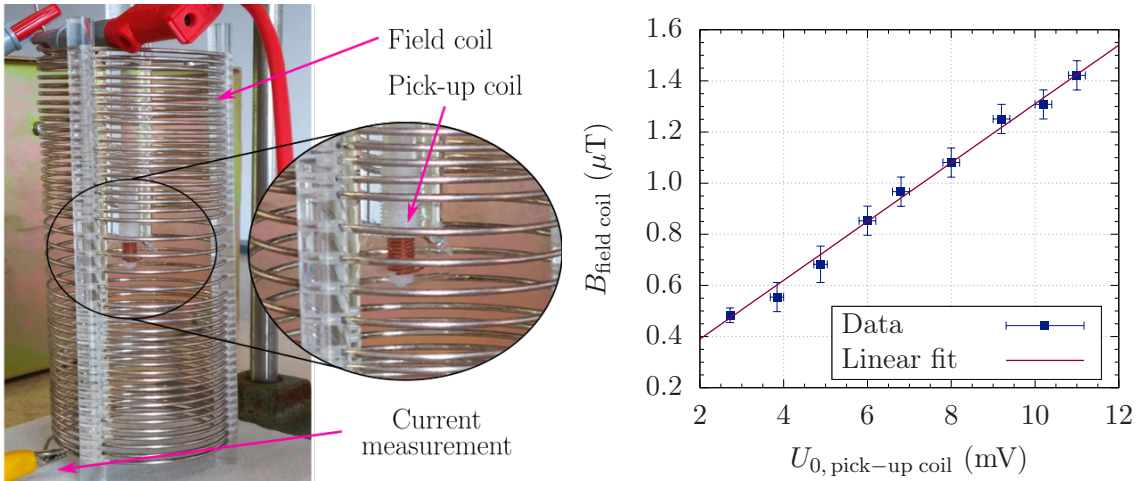 Field coil
Pick-up coil
Current
measurement
B_field coil (μT)
1.6
1.4
1.2
1.0
0.8
0.6
0.4
0.2
Data
Linear fit
2
4
6
8
10
12
U_0, pick−up coil (mV)